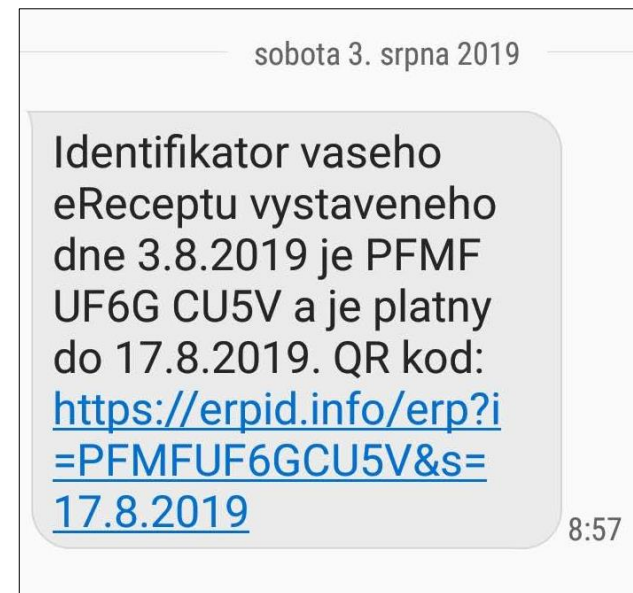 sobota 3. srpna 2019
Identifikator vaseho
eReceptu vystaveneho
dne 3.8.2019 je PFMF
UF6G CU5V a je platny
do 17.8.2019. QR kod:
https://erpid.info/erp?i
=PFMFUF6GCU5V&s=
17.8.2019
8:57